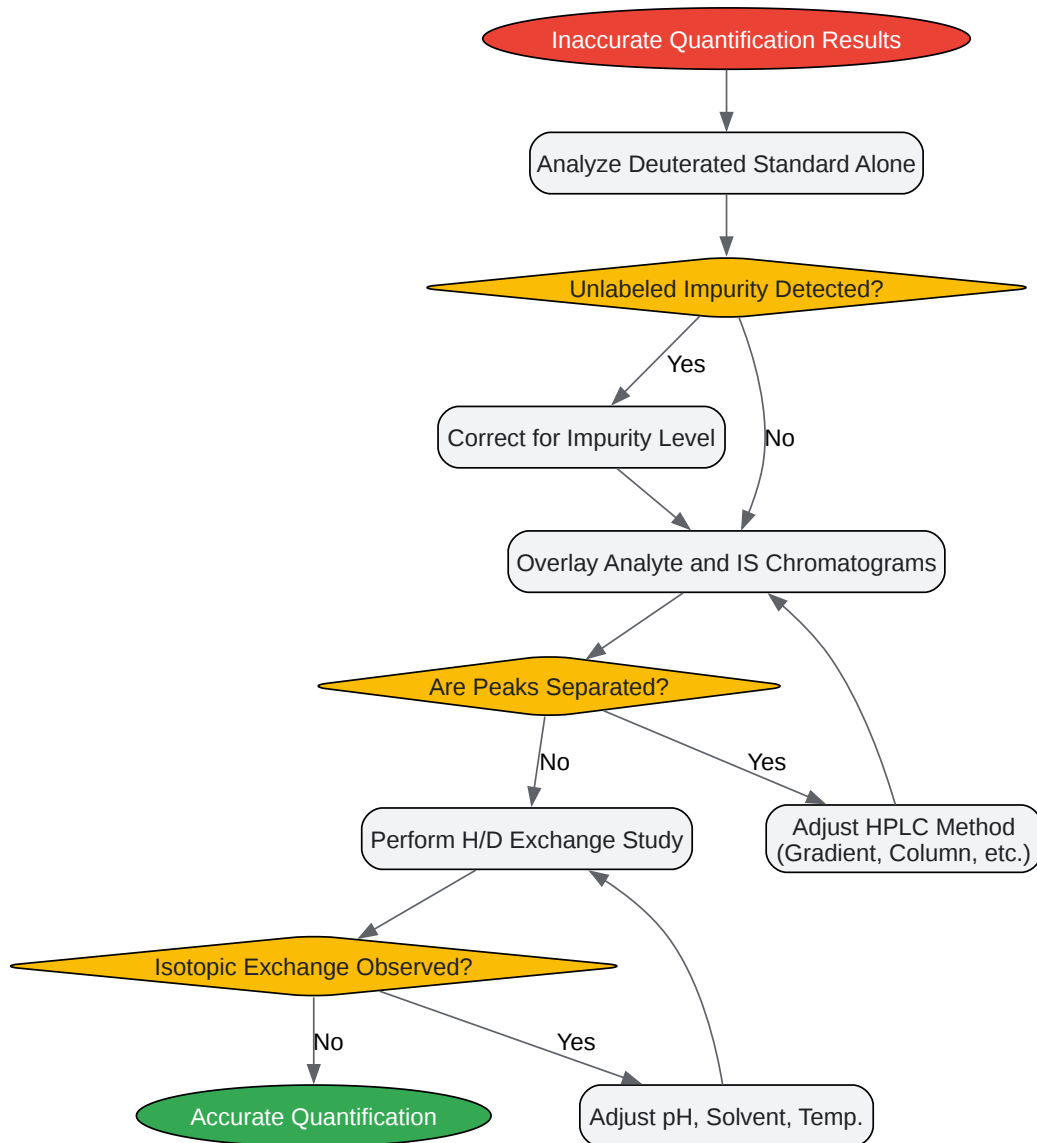 Inaccurate Quantification Results
Analyze Deuterated Standard Alone
Unlabeled Impurity Detected?
Yes
Correct for Impurity Level
No
Overlay Analyte and IS Chromatograms
Are Peaks Separated?
No
Yes
Perform H/D Exchange Study
Adjust HPLC Method
(Gradient, Column, etc.)
Isotopic Exchange Observed?
No
Yes
Accurate Quantification
Adjust pH, Solvent, Temp.